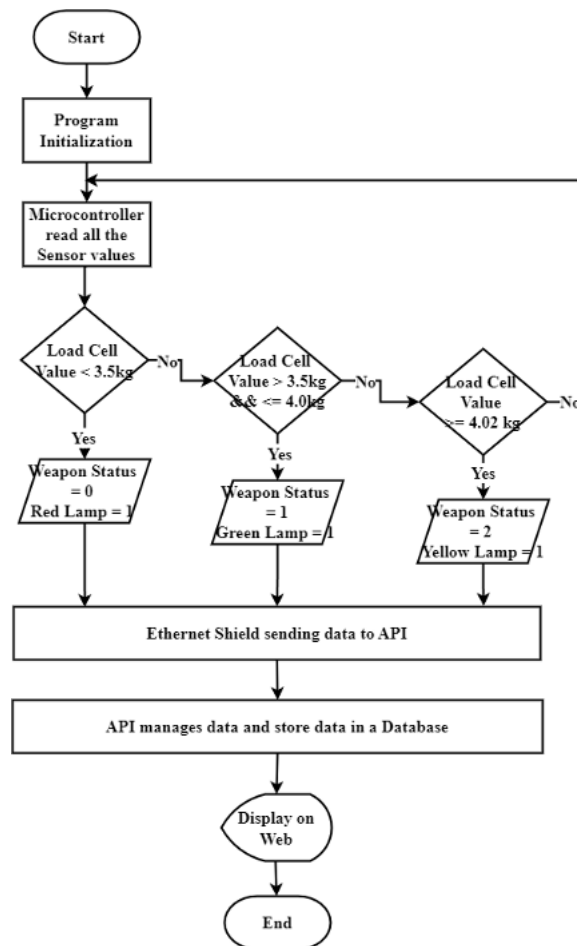 Start
Program
Initialization
Microcontroller
read all the
Sensor values
Load Cell
Value < 3.5kg
No
Load Cell
Value > 3.5kg
&& <= 4.0kg
No
Load Cell
Value
>= 4.02 kg
No
Yes
Yes
Yes
Weapon Status
= 0
Red Lamp = 1
Weapon Status
= 1
Green Lamp = 1
Weapon Status
= 2
Yellow Lamp = 1
Ethernet Shield sending data to API
API manages data and store data in a Database
Display on
Web
End